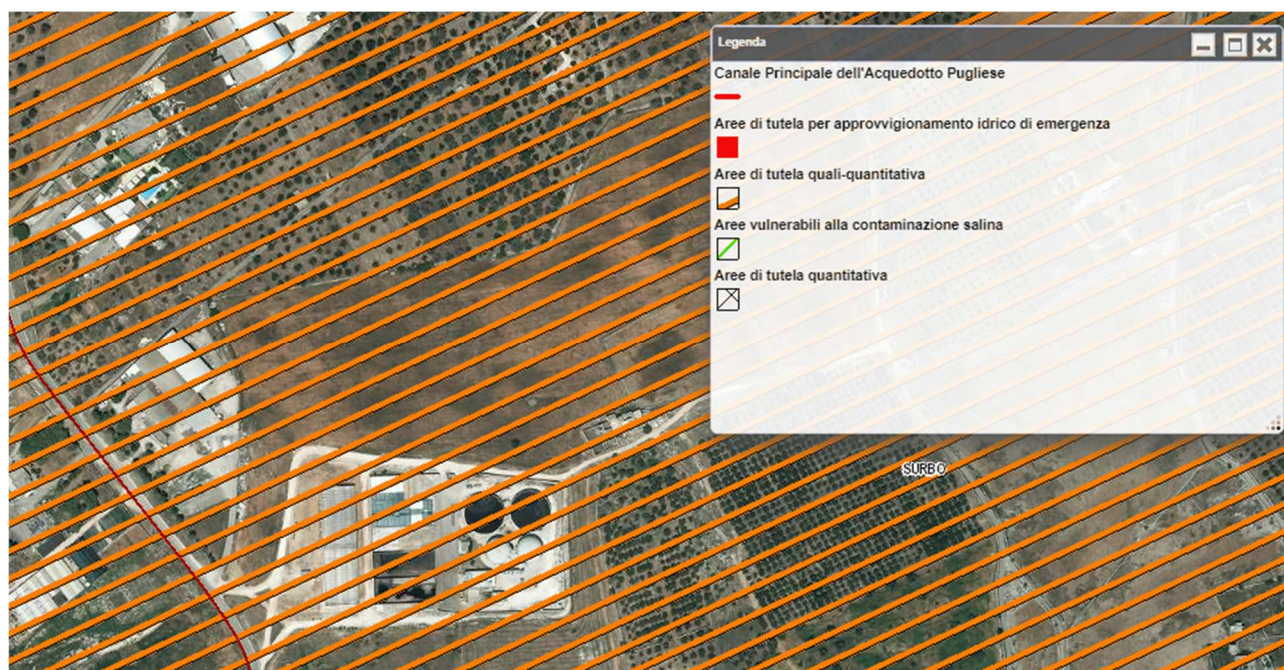 Legenda
Canale Principale dell'Acquedotto Pugliese
Aree di tutela per approvvigionamento idrico di emergenza
Aree di tutela quali-quantitativa
Aree vulnerabili alla contaminazione salina
Aree di tutela quantitativa
SURBO